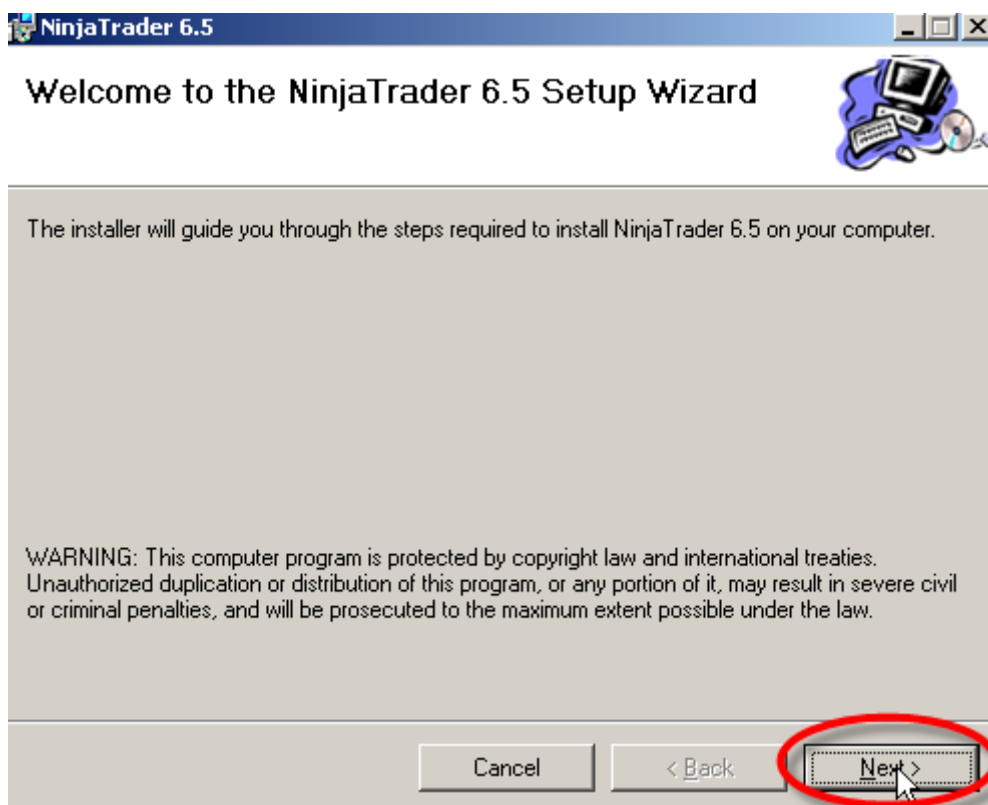 NinjaTrader 6.5
Welcome to the NinjaTrader 6.5 Setup Wizard
The installer will guide you through the steps required to install NinjaTrader 6.5 on your computer.
WARNING: This computer program is protected by copyright law and international treaties.
Unauthorized duplication or distribution of this program, or any portion of it, may result in severe civil
or criminal penalties, and will be prosecuted to the maximum extent possible under the law.
Cancel
< Back
Next >